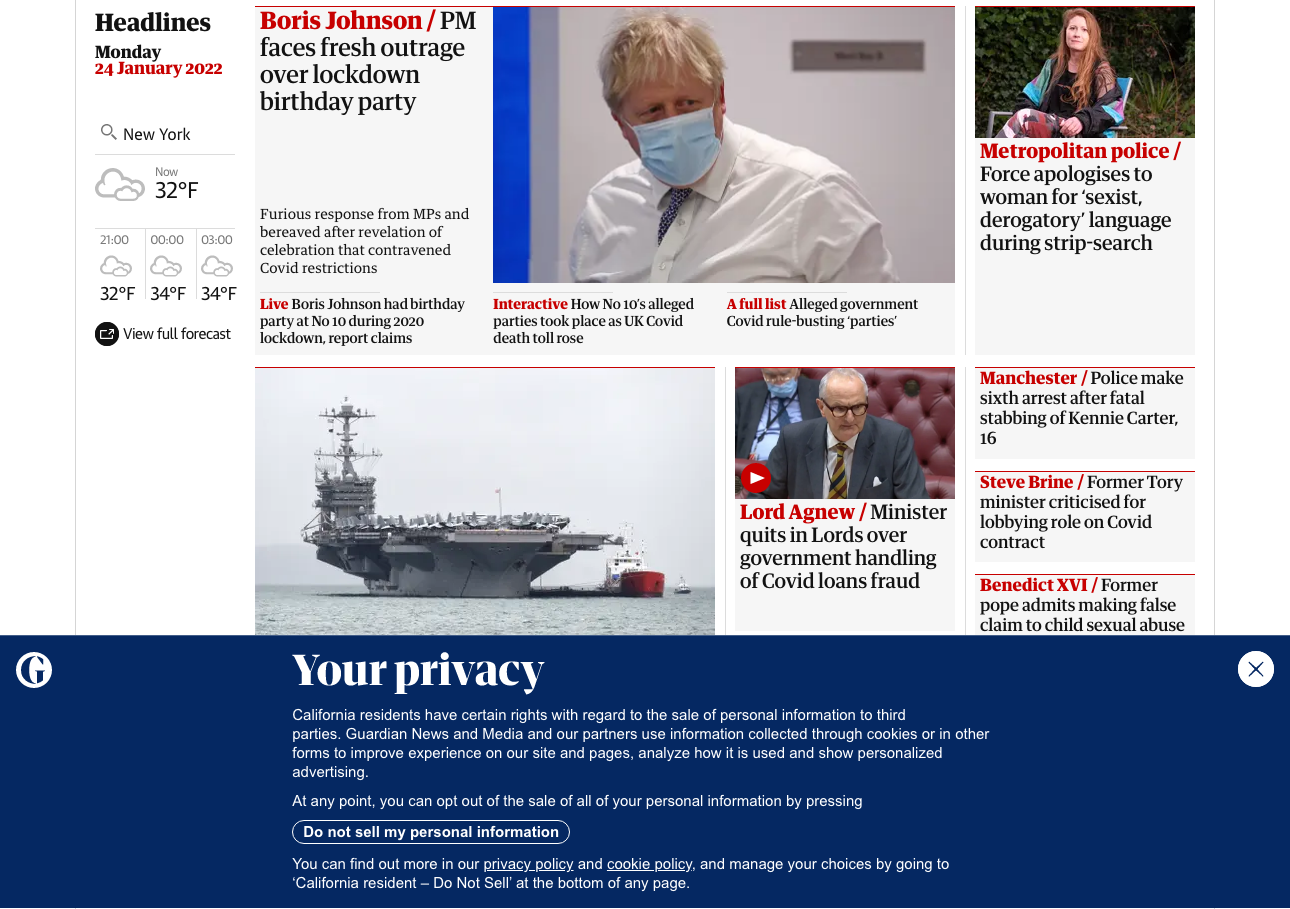 Headlines
Monday
24 January 2022
New York
Now
32°F
21:00
00:00
03:00
32°F
34°F
34°F
View full forecast
Boris Johnson / PM
faces fresh outrage
over lockdown
birthday party
Furious response from MPs and
bereaved after revelation of
celebration that contravened
Covid restrictions
Live Boris Johnson had birthday
party at No 10 during 2020
lockdown, report claims
Interactive How No 10’s alleged
parties took place as UK Covid
death toll rose
A full list Alleged government
Covid rule-busting ‘parties’
Metropolitan police /
Force apologises to
woman for ‘sexist,
derogatory’ language
during strip-search
Lord Agnew / Minister
quits in Lords over
government handling
of Covid loans fraud
Manchester / Police make
sixth arrest after fatal
stabbing of Kennie Carter,
16
Steve Brine / Former Tory
minister criticised for
lobbying role on Covid
contract
Benedict XVI / Former
pope admits making false
claim to child sexual abuse
G
Your privacy
California residents have certain rights with regard to the sale of personal information to third
parties. Guardian News and Media and our partners use information collected through cookies or in other
forms to improve experience on our site and pages, analyze how it is used and show personalized
advertising.
At any point, you can opt out of the sale of all of your personal information by pressing
Do not sell my personal information
You can find out more in our privacy policy and cookie policy, and manage your choices by going to
‘California resident – Do Not Sell’ at the bottom of any page.